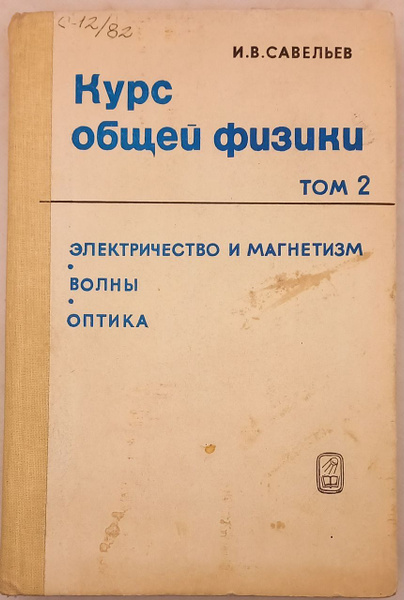 С-12/82
И.В.САВЕЛЬЕВ
Курс
общей физики
ТОМ 2
ЭЛЕКТРИЧЕСТВО И МАГНЕТИЗМ
•
ВОЛНЫ
•
ОПТИКА